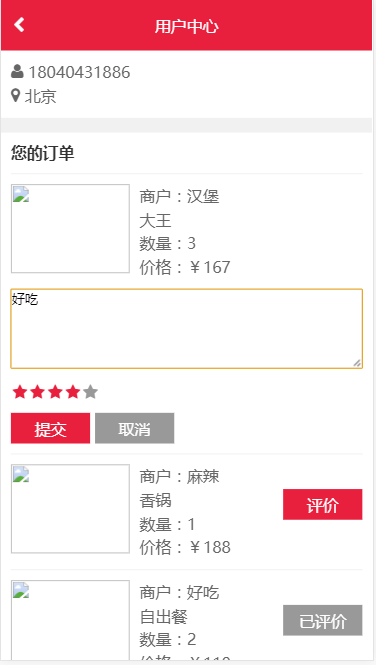 用户中心
18040431886
北京
您的订单
商户：汉堡
大王
数量：3
价格：￥167
好吃
提交 取消
商户：麻辣
香锅
数量：1
价格：￥188
评价
商户：好吃
自出餐
数量：2
已评价